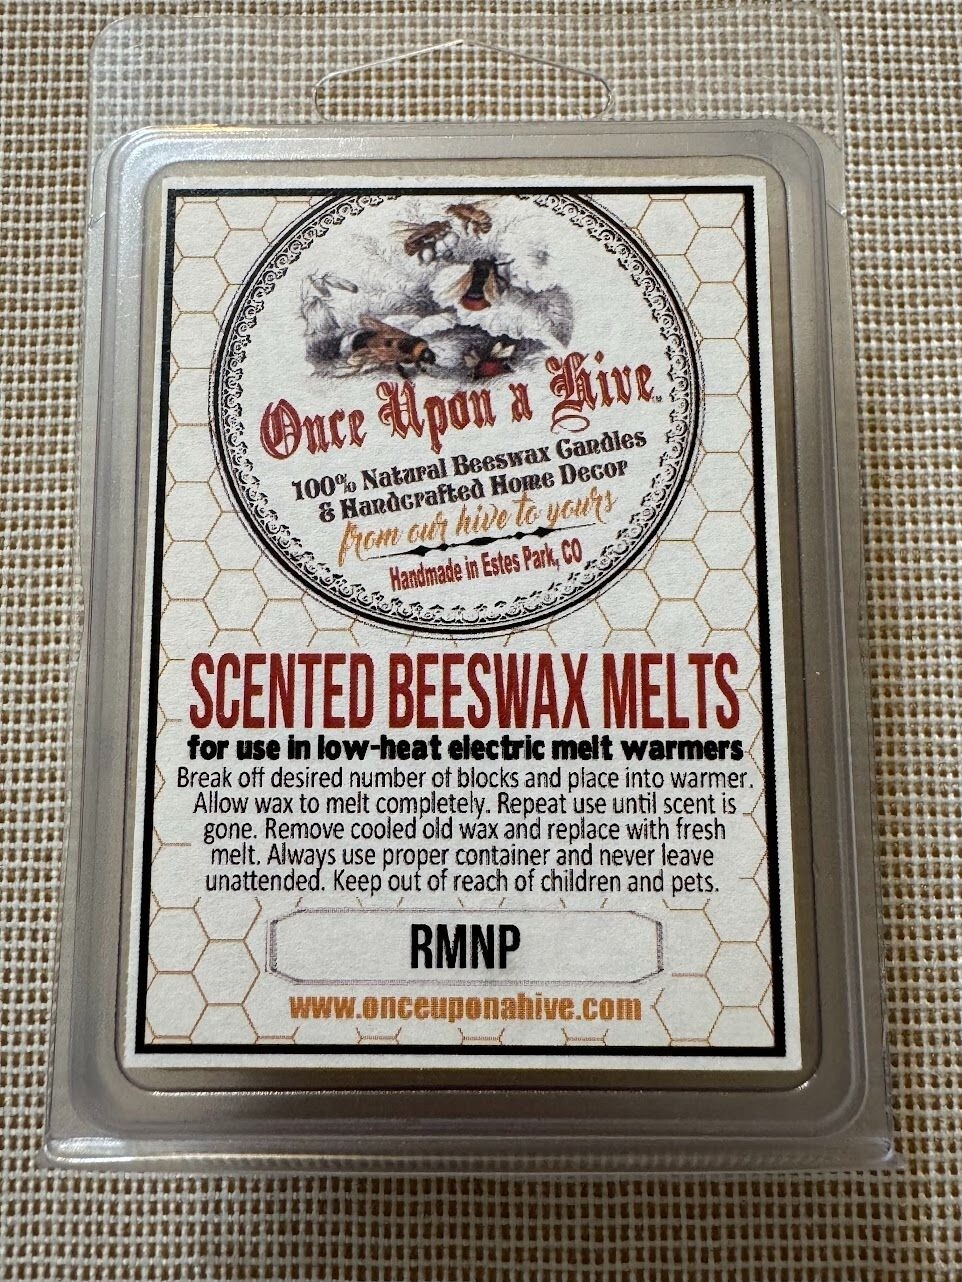 Once Upon a Hive
100% Natural Beeswax Candles
& Handcrafted Home Decor
from our hive to yours
Handmade in Estes Park, CO
SCENTED BEESWAX MELTS
for use in low-heat electric melt warmers
Break off desired number of blocks and place into warmer.
Allow wax to melt completely. Repeat use until scent is
gone. Remove cooled old wax and replace with fresh
melt. Always use proper container and never leave
unattended. Keep out of reach of children and pets.
RMNP
www.onceuponahive.com